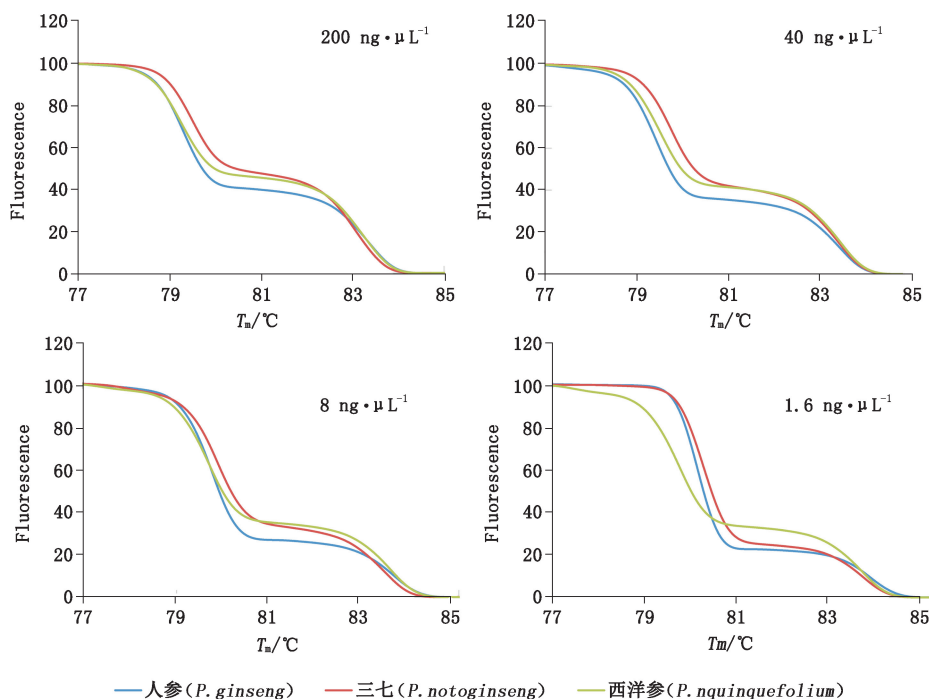 120
100
80
60
40
20
0
Fluorescence
200 ng·μL⁻¹
77 79 81 83 85
Tm/℃
120
100
80
60
40
20
0
Fluorescence
40 ng·μL⁻¹
77 79 81 83 85
Tm/℃
120
100
80
60
40
20
0
Fluorescence
8 ng·μL⁻¹
77 79 81 83 85
Tm/℃
120
100
80
60
40
20
0
Fluorescence
1.6 ng·μL⁻¹
77 79 81 83 85
Tm/℃
人参(P.ginseng) 三七(P.notoginseng) 西洋参(P.nquinquefolium)